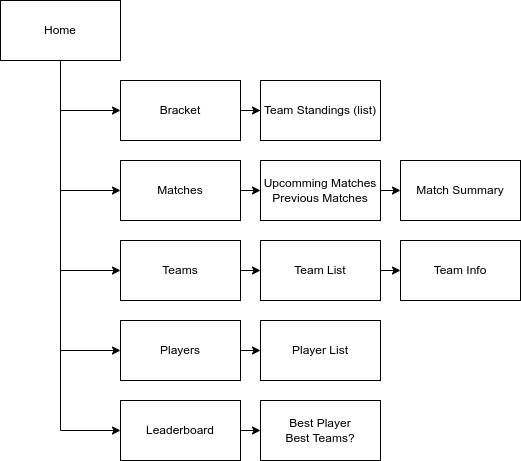 Home
Bracket
Team Standings (list)
Matches
Upcomming Matches
Previous Matches
Match Summary
Teams
Team List
Team Info
Players
Player List
Leaderboard
Best Player
Best Teams?